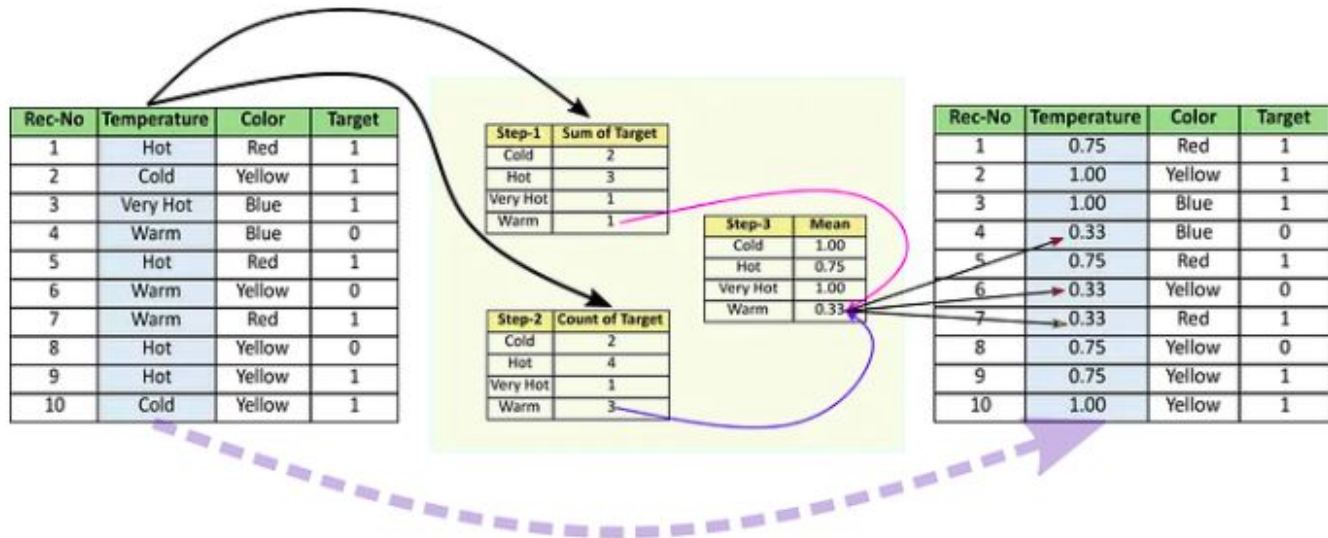 Rec-No Temperature Color Target
1 Hot Red 1
2 Cold Yellow 1
3 Very Hot Blue 1
4 Warm Blue 0
5 Hot Red 1
6 Warm Yellow 0
7 Warm Red 1
8 Hot Yellow 0
9 Hot Yellow 1
10 Cold Yellow 1
Step-1 Sum of Target
Cold 2
Hot 3
Very Hot 1
Warm 1
Step-2 Count of Target
Cold 2
Hot 4
Very Hot 1
Warm 3
Step-3 Mean
Cold 1.00
Hot 0.75
Very Hot 1.00
Warm 0.33
Rec-No Temperature Color Target
1 0.75 Red 1
2 1.00 Yellow 1
3 1.00 Blue 1
4 0.33 Blue 0
5 0.75 Red 1
6 0.33 Yellow 0
7 0.33 Red 1
8 0.75 Yellow 0
9 0.75 Yellow 1
10 1.00 Yellow 1